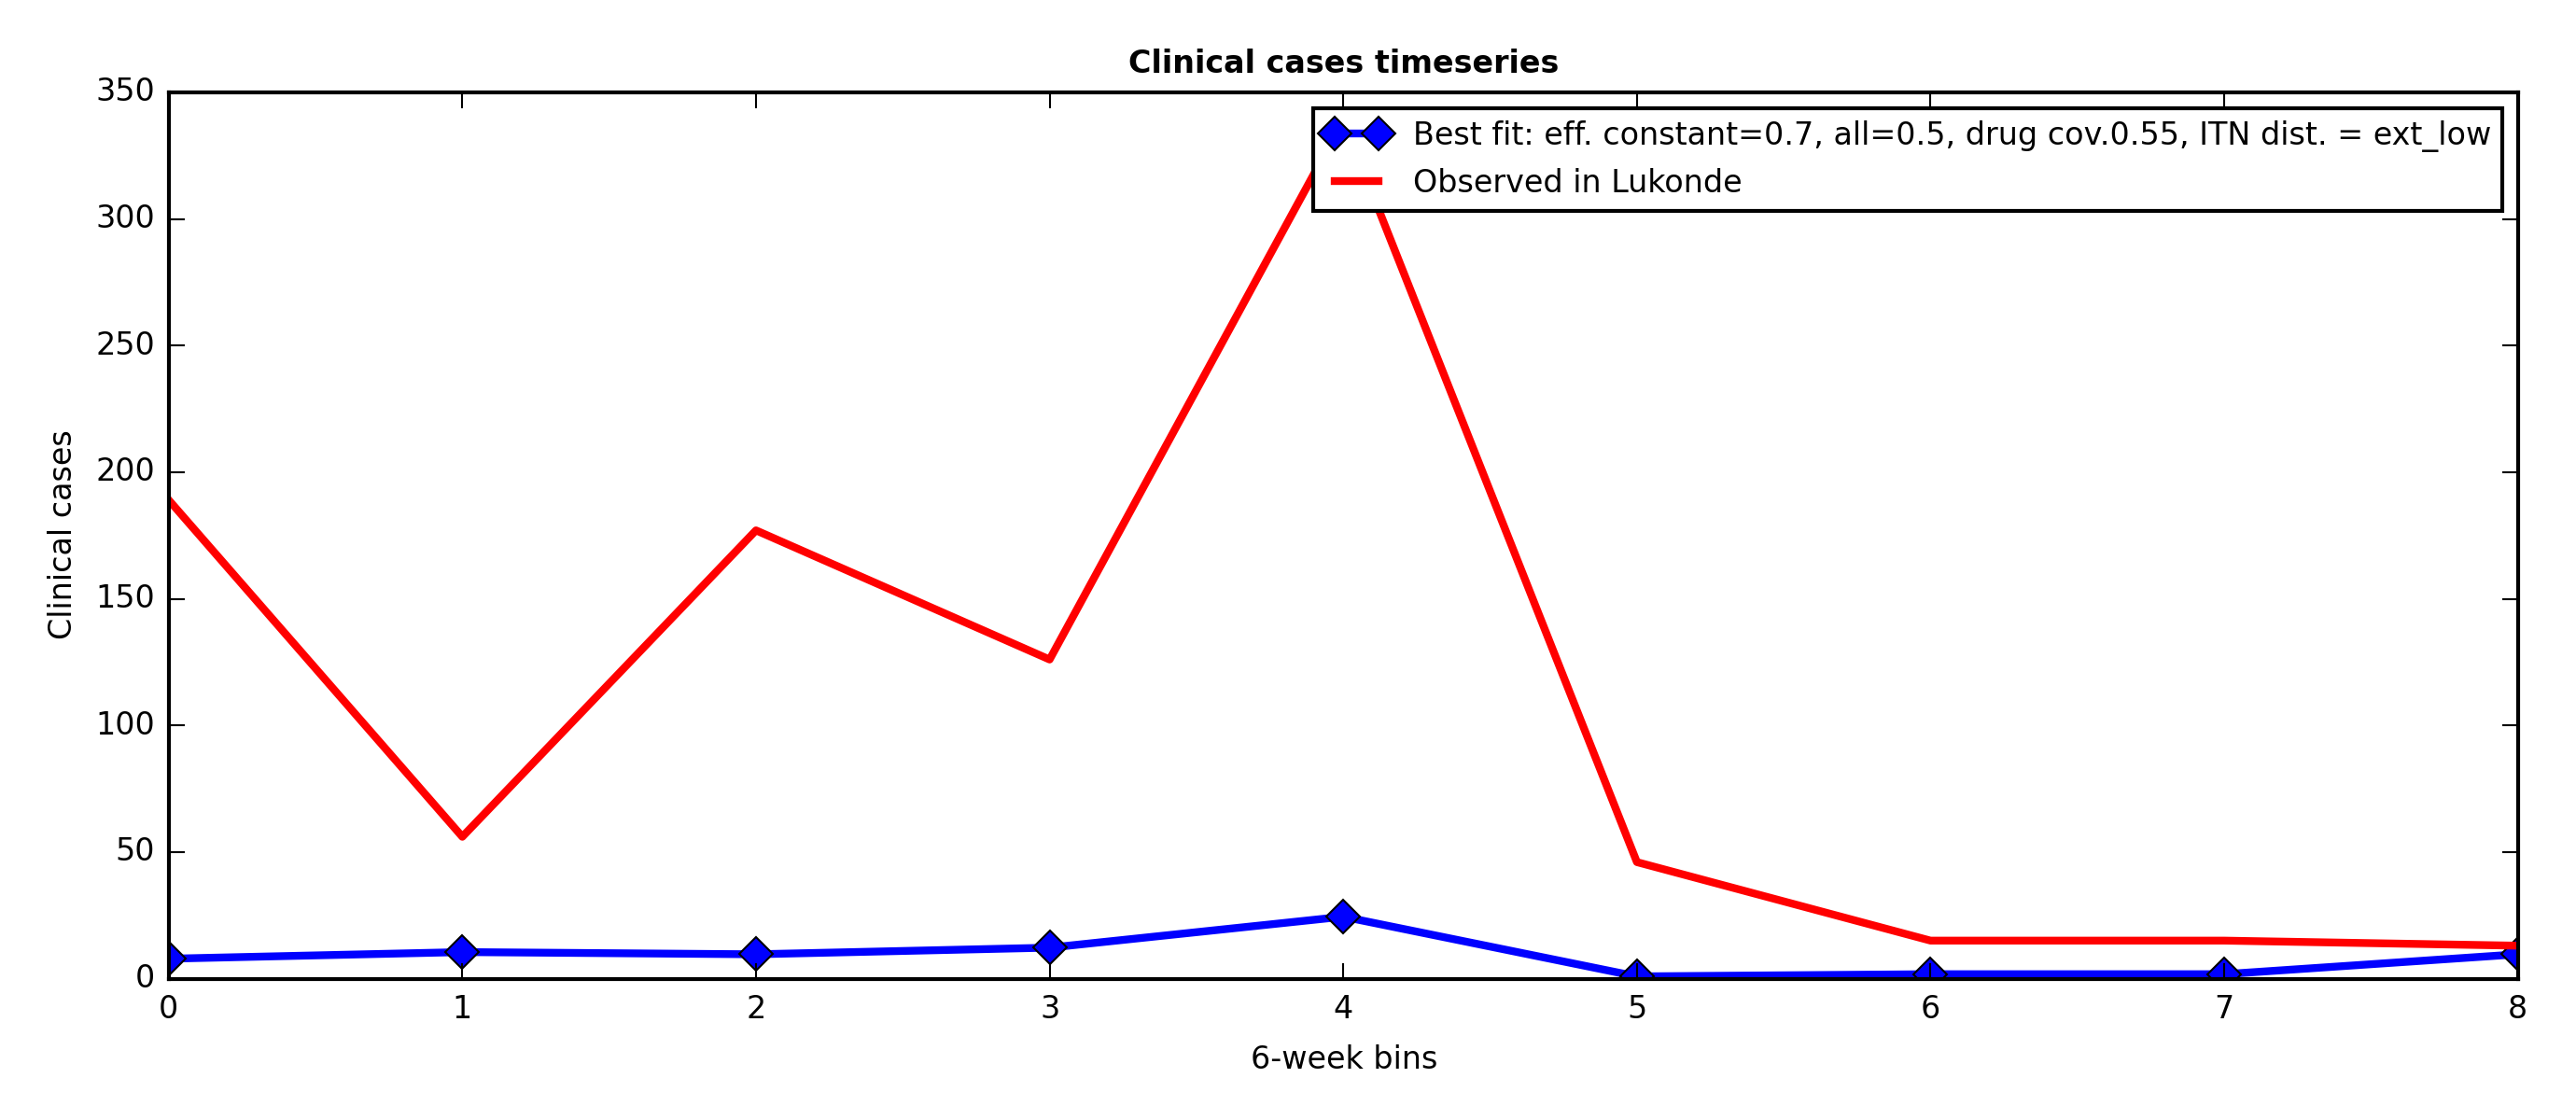 Clinical cases timeseries
350
300
250
200
150
100
50
0
Clinical cases
Best fit: eff. constant=0.7, all=0.5, drug cov.0.55, ITN dist. = ext_low
Observed in Lukonde
0 1 2 3 4 5 6 7 8
6-week bins